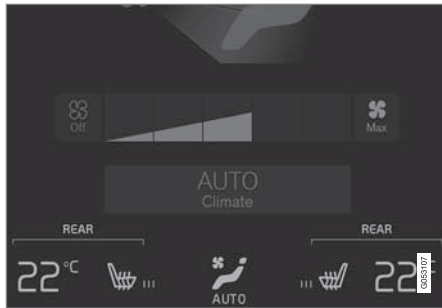 Off
Max
AUTO
Climate
REAR
REAR
22°C
AUTO
22°
G053107